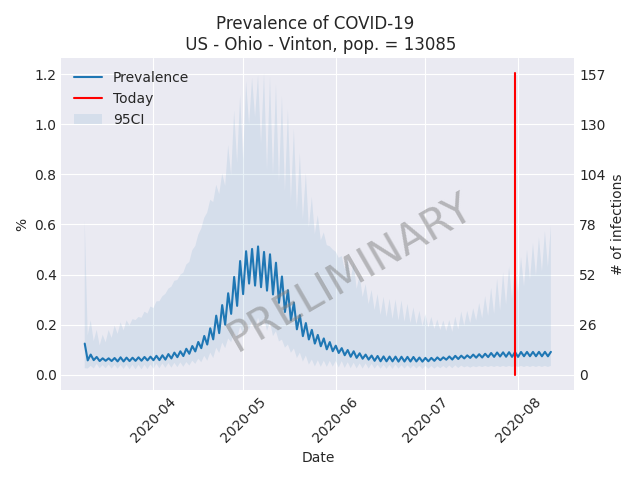 Prevalence of COVID-19
US - Ohio - Vinton, pop. = 13085
Prevalence
Today
95CI
1.2
1.0
0.8
0.6
0.4
0.2
0.0
%
157
130
104
78
52
26
0
# of infections
PRELIMINARY
2020-04
2020-05
2020-06
2020-07
2020-08
Date